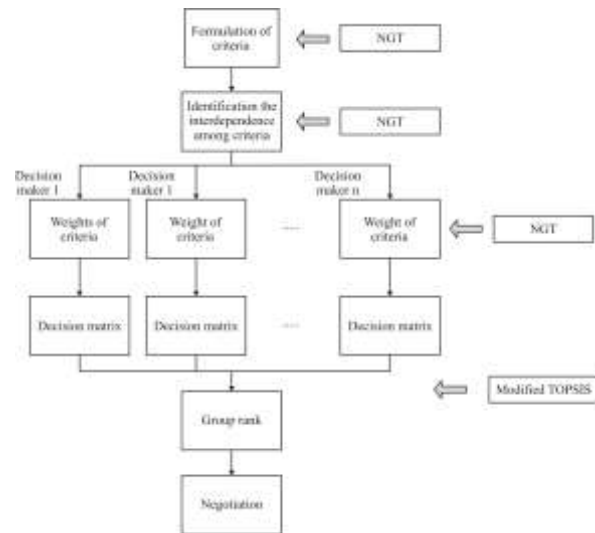 Formulation of
criteria
NGT
Identification the
interdependence
among criteria
NGT
Decision
maker 1
Decision
maker 1
Decision
maker n
Weights of
criteria
Weight of
criteria
....
Weight of
criteria
NGT
Decision matrix
Decision matrix
....
Decision matrix
Modified TOPSIS
Group rank
Negotiation